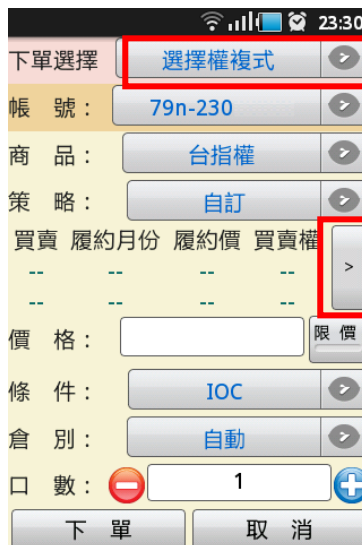 23:30
下單選擇 選擇權複式
帳 號： 79n-230
商 品： 台指權
策 略： 自訂
買賣 履約月份 履約價 買賣權
-- -- -- -- >
-- -- -- --
價 格： 限 價
條 件： IOC
倉 別： 自動
口 數： 1
下 單 取 消